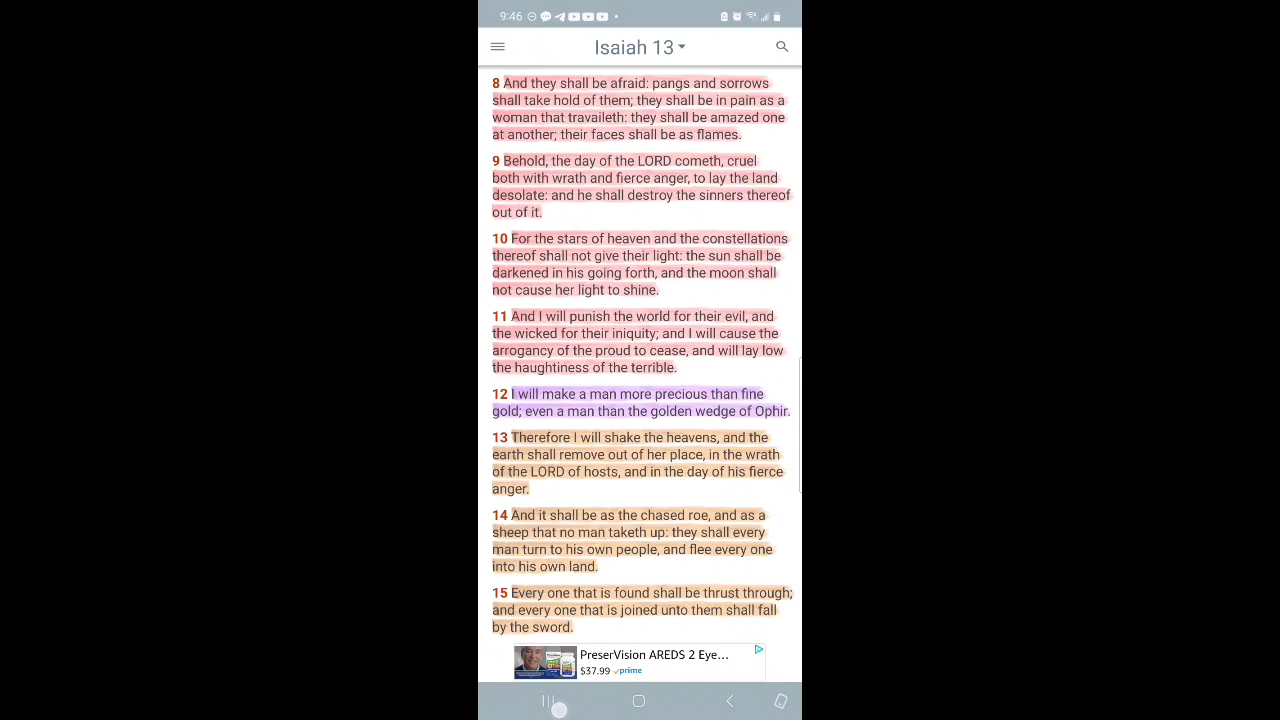 9:46
Isaiah 13
8 And they shall be afraid: pangs and sorrows
shall take hold of them; they shall be in pain as a
woman that travaileth: they shall be amazed one
at another; their faces shall be as flames.
9 Behold, the day of the LORD cometh, cruel
both with wrath and fierce anger, to lay the land
desolate: and he shall destroy the sinners thereof
out of it.
10 For the stars of heaven and the constellations
thereof shall not give their light: the sun shall be
darkened in his going forth, and the moon shall
not cause her light to shine.
11 And I will punish the world for their evil, and
the wicked for their iniquity; and I will cause the
arrogancy of the proud to cease, and will lay low
the haughtiness of the terrible.
12 I will make a man more precious than fine
gold; even a man than the golden wedge of Ophir.
13 Therefore I will shake the heavens, and the
earth shall remove out of her place, in the wrath
of the LORD of hosts, and in the day of his fierce
anger.
14 And it shall be as the chased roe, and as a
sheep that no man taketh up: they shall every
man turn to his own people, and flee every one
into his own land.
15 Every one that is found shall be thrust through;
and every one that is joined unto them shall fall
by the sword.
PreserVision AREDS 2 Eye...
$37.99 prime